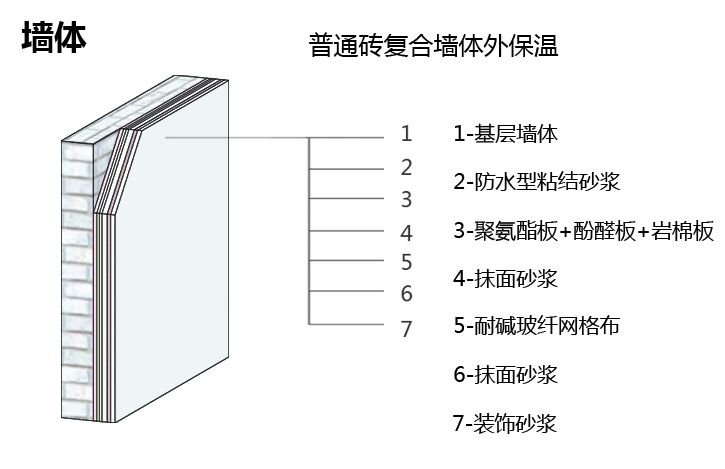 墙体
普通砖复合墙体外保温
1
2
3
4
5
6
7
1-基层墙体
2-防水型粘结砂浆
3-聚氨酯板+酚醛板+岩棉板
4-抹面砂浆
5-耐碱玻纤网格布
6-抹面砂浆
7-装饰砂浆